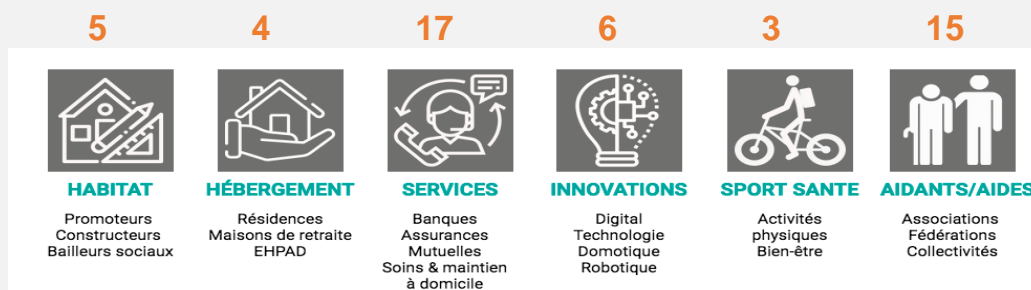 5 4 17 6 3 15
HABITAT
Promoteurs
Constructeurs
Bailleurs sociaux
HÉBERGEMENT
Résidences
Maisons de retraite
EHPAD
SERVICES
Banques
Assurances
Mutuelles
Soins & maintien
à domicile
INNOVATIONS
Digital
Technologie
Domotique
Robotique
SPORT SANTE
Activités
physiques
Bien-être
AIDANTS/AIDES
Associations
Fédérations
Collectivités